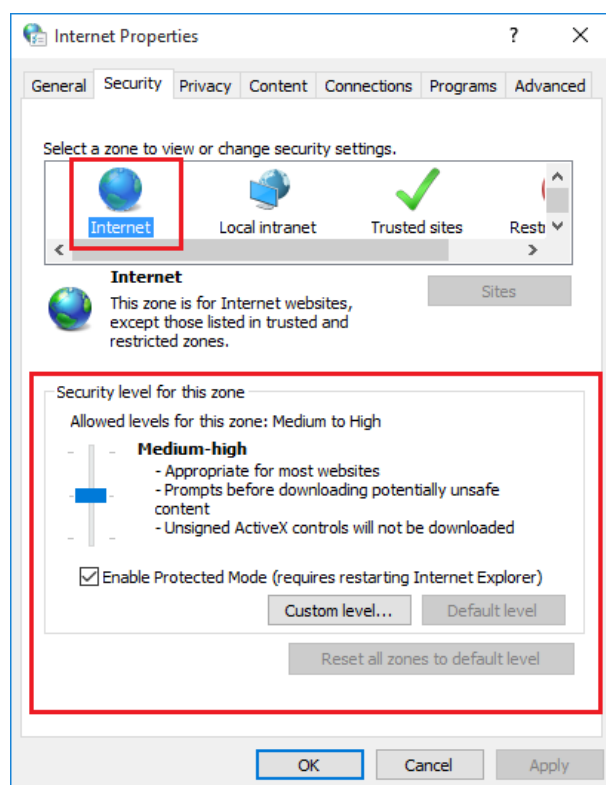 Internet Properties
?
General Security Privacy Content Connections Programs Advanced
Select a zone to view or change security settings.
Internet Local intranet Trusted sites Restr
Internet
Sites
This zone is for Internet websites,
except those listed in trusted and
restricted zones.
Security level for this zone
Allowed levels for this zone: Medium to High
Medium-high
- Appropriate for most websites
- Prompts before downloading potentially unsafe
content
- Unsigned ActiveX controls will not be downloaded
Enable Protected Mode (requires restarting Internet Explorer)
Custom level... Default level
Reset all zones to default level
OK Cancel Apply